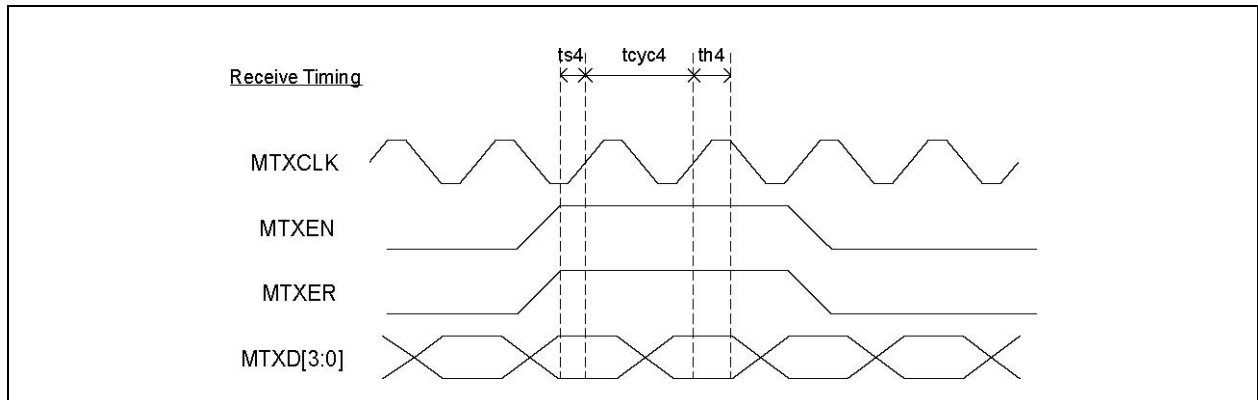 ts4 tcyc4 th4
Receive Timing
MTXCLK
MTXEN
MTXER
MTXD[3:0]